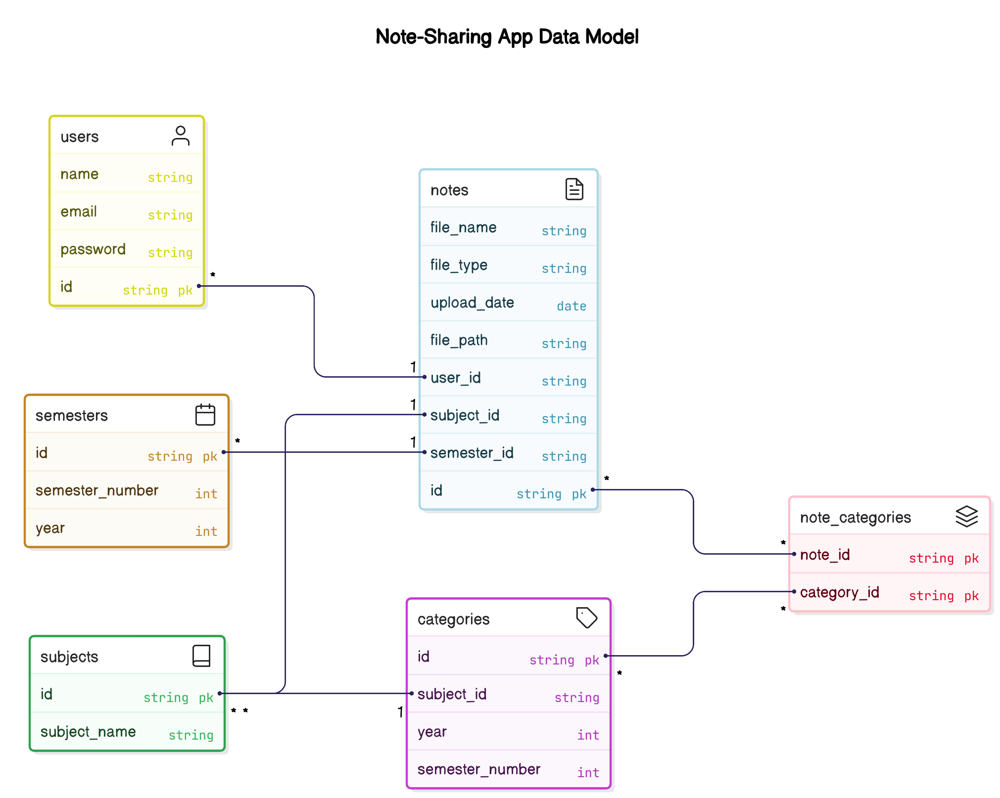 Note-Sharing App Data Model
users
name string
email string
password string
id string pk
*
1
notes
file_name string
file_type string
upload_date date
file_path string
user_id string
subject_id string
semester_id string
id string pk
1
1
*
*
semesters
id string pk
semester_number int
year int
note_categories
note_id string pk
category_id string pk
*
*
subjects
id string pk
subject_name string
* *
1
categories
id string pk
subject_id string
year int
semester_number int
*